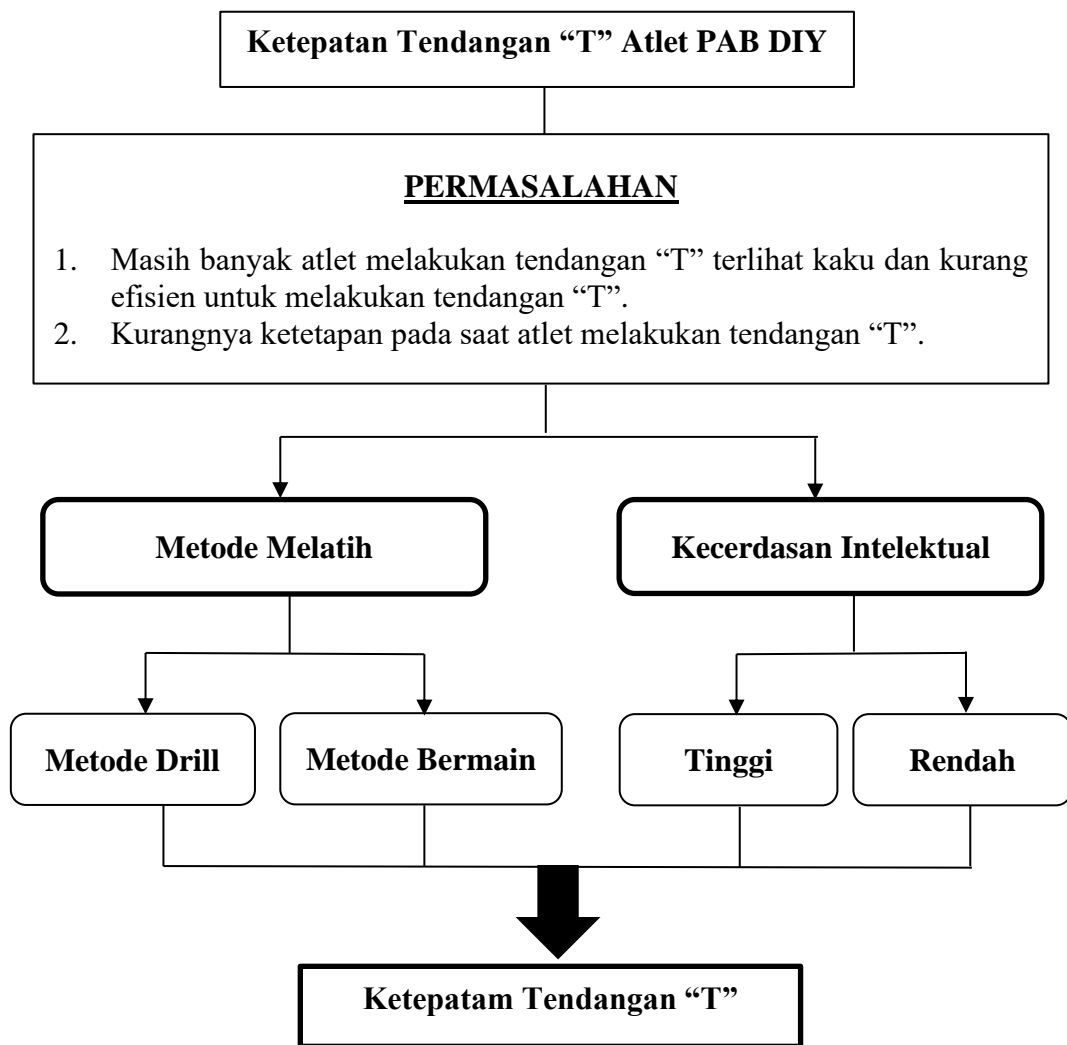 Ketepatan Tendangan “T” Atlet PAB DIY
PERMASALAHAN
1. Masih banyak atlet melakukan tendangan “T” terlihat kaku dan kurang
efisien untuk melakukan tendangan “T”.
2. Kurangnya ketetapan pada saat atlet melakukan tendangan “T”.
Metode Melatih
Kecerdasan Intelektual
Metode Drill
Metode Bermain
Tinggi
Rendah
Ketepatam Tendangan “T”